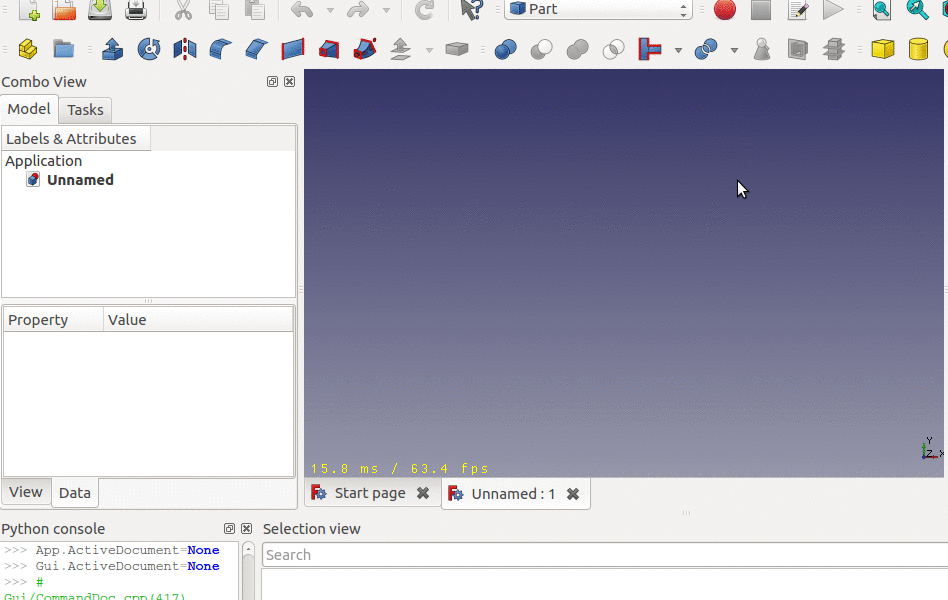 Part
Combo View
Model Tasks
Labels & Attributes
Application
Unnamed
Property Value
15.8 ms / 63.4 fps
Y
Z X
View Data
Start page Unnamed : 1
Python console
Selection view
>>> App.ActiveDocument=None
>>> Gui.ActiveDocument=None
>>> #
Gui/CommandDoc.cpp(417)
Search